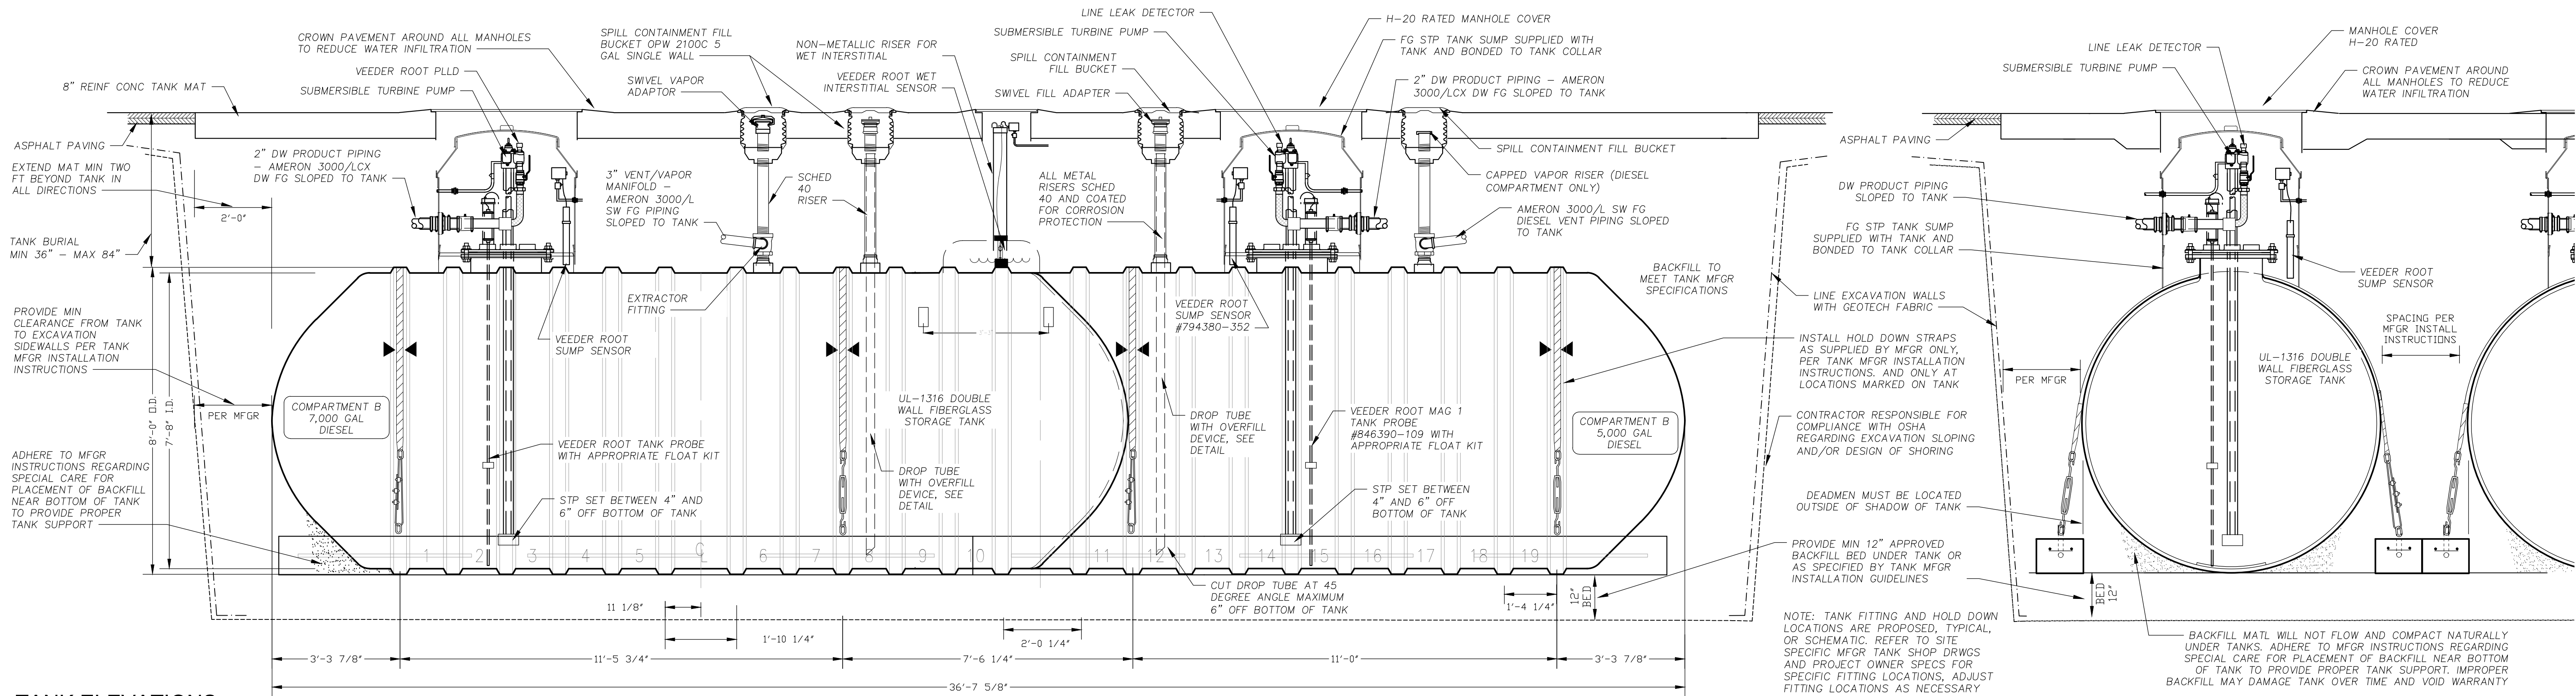 CROWN PAVEMENT AROUND ALL MANHOLES
TO REDUCE WATER INFILTRATION
SPILL CONTAINMENT FILL
BUCKET OPW 2100C 5
GAL SINGLE WALL
NON-METALLIC RISER FOR
WET INTERSTITIAL
LINE LEAK DETECTOR
SUBMERSIBLE TURBINE PUMP
H-20 RATED MANHOLE COVER
FG STP TANK SUMP SUPPLIED WITH
TANK AND BONDED TO TANK COLLAR
8" REINF CONC TANK MAT
VEEDER ROOT PLLD
SUBMERSIBLE TURBINE PUMP
SWIVEL VAPOR
ADAPTOR
VEEDER ROOT WET
INTERSTITIAL SENSOR
SPILL CONTAINMENT
FILL BUCKET
SWIVEL FILL ADAPTER
2" DW PRODUCT PIPING – AMERON
3000/LCX DW FG SLOPED TO TANK
ASPHALT PAVING
EXTEND MAT MIN TWO
FT BEYOND TANK IN
ALL DIRECTIONS
2'-0"
2" DW PRODUCT PIPING
– AMERON 3000/LCX
DW FG SLOPED TO TANK
3" VENT/VAPOR
MANIFOLD –
AMERON 3000/L
SW FG PIPING
SLOPED TO TANK
SCHED
40
RISER
ALL METAL
RISERS SCHED
40 AND COATED
FOR CORROSION
PROTECTION
SPILL CONTAINMENT FILL BUCKET
CAPPED VAPOR RISER (DIESEL
COMPARTMENT ONLY)
AMERON 3000/L SW FG
DIESEL VENT PIPING SLOPED
TO TANK
TANK BURIAL
MIN 36" – MAX 84"
EXTRACTOR
FITTING
VEEDER ROOT
SUMP SENSOR
VEEDER ROOT
SUMP SENSOR
#794380-352
BACKFILL TO
MEET TANK MFGR
SPECIFICATIONS
PROVIDE MIN
CLEARANCE FROM TANK
TO EXCAVATION
SIDEWALLS PER TANK
MFGR INSTALLATION
INSTRUCTIONS
PER MFGR
8'-0" O.D.
7'-8" I.D.
COMPARTMENT B
7,000 GAL
DIESEL
UL-1316 DOUBLE
WALL FIBERGLASS
STORAGE TANK
VEEDER ROOT TANK PROBE
WITH APPROPRIATE FLOAT KIT
DROP TUBE
WITH OVERFILL
DEVICE, SEE
DETAIL
DROP TUBE
WITH OVERFILL
DEVICE, SEE
DETAIL
VEEDER ROOT MAG 1
TANK PROBE
#846390-109 WITH
APPROPRIATE FLOAT KIT
COMPARTMENT B
5,000 GAL
DIESEL
ADHERE TO MFGR
INSTRUCTIONS REGARDING
SPECIAL CARE FOR
PLACEMENT OF BACKFILL
NEAR BOTTOM OF TANK
TO PROVIDE PROPER
TANK SUPPORT
STP SET BETWEEN 4" AND
6" OFF BOTTOM OF TANK
STP SET BETWEEN
4" AND 6" OFF
BOTTOM OF TANK
1 2 3 4 5 ℄ 6 7 8 9 10 11 12 13 14 15 16 17 18 19
CUT DROP TUBE AT 45
DEGREE ANGLE MAXIMUM
6" OFF BOTTOM OF TANK
11 1/8"
1'-10 1/4"
2'-0 1/4"
1'-4 1/4"
12"
BED
3'-3 7/8"
11'-5 3/4"
7'-6 1/4"
11'-0"
3'-3 7/8"
36'-7 5/8"
MANHOLE COVER
H-20 RATED
LINE LEAK DETECTOR
SUBMERSIBLE TURBINE PUMP
CROWN PAVEMENT AROUND
ALL MANHOLES TO REDUCE
WATER INFILTRATION
ASPHALT PAVING
DW PRODUCT PIPING
SLOPED TO TANK
FG STP TANK SUMP
SUPPLIED WITH TANK AND
BONDED TO TANK COLLAR
VEEDER ROOT
SUMP SENSOR
LINE EXCAVATION WALLS
WITH GEOTECH FABRIC
INSTALL HOLD DOWN STRAPS
AS SUPPLIED BY MFGR ONLY,
PER TANK MFGR INSTALLATION
INSTRUCTIONS. AND ONLY AT
LOCATIONS MARKED ON TANK
PER MFGR
SPACING PER
MFGR INSTALL
INSTRUCTIONS
UL-1316 DOUBLE
WALL FIBERGLASS
STORAGE TANK
CONTRACTOR RESPONSIBLE FOR
COMPLIANCE WITH OSHA
REGARDING EXCAVATION SLOPING
AND/OR DESIGN OF SHORING
DEADMEN MUST BE LOCATED
OUTSIDE OF SHADOW OF TANK
PROVIDE MIN 12" APPROVED
BACKFILL BED UNDER TANK OR
AS SPECIFIED BY TANK MFGR
INSTALLATION GUIDELINES
BED
12"
NOTE: TANK FITTING AND HOLD DOWN
LOCATIONS ARE PROPOSED, TYPICAL,
OR SCHEMATIC. REFER TO SITE
SPECIFIC MFGR TANK SHOP DRWGS
AND PROJECT OWNER SPECS FOR
SPECIFIC FITTING LOCATIONS, ADJUST
FITTING LOCATIONS AS NECESSARY
BACKFILL MATL WILL NOT FLOW AND COMPACT NATURALLY
UNDER TANKS. ADHERE TO MFGR INSTRUCTIONS REGARDING
SPECIAL CARE FOR PLACEMENT OF BACKFILL NEAR BOTTOM
OF TANK TO PROVIDE PROPER TANK SUPPORT. IMPROPER
BACKFILL MAY DAMAGE TANK OVER TIME AND VOID WARRANTY
TANK ELEVATIONS